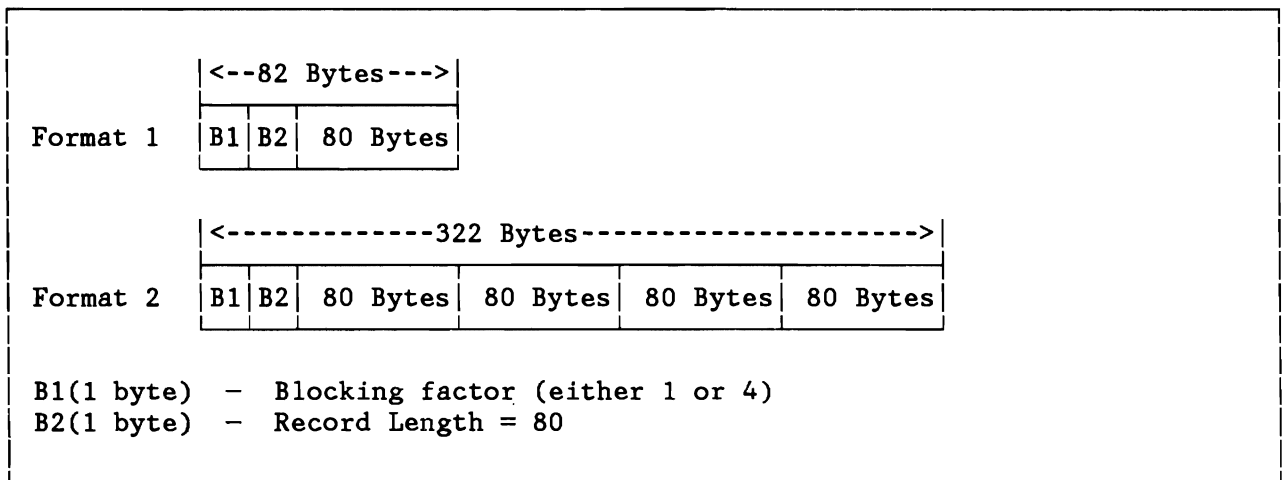 |<--82 Bytes--->|
Format 1 |B1|B2| 80 Bytes|
|<-------------322 Bytes--------------------->|
Format 2 |B1|B2| 80 Bytes| 80 Bytes| 80 Bytes| 80 Bytes|
B1(1 byte) — Blocking factor (either 1 or 4)
B2(1 byte) — Record Length = 80